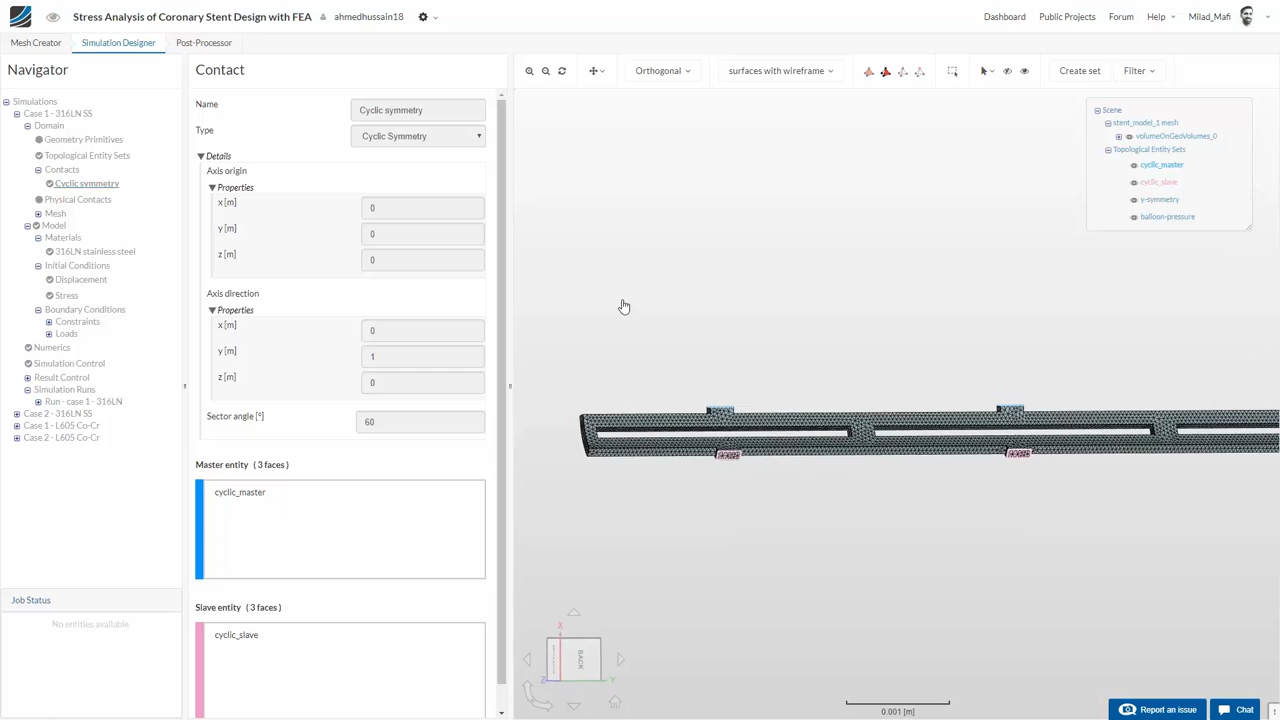 Stress Analysis of Coronary Stent Design with FEA ahmedhussain18 Dashboard Public Projects Forum Help Milad_Mafi
Mesh Creator Simulation Designer Post-Processor
Navigator
Simulations
Case 1 - 316LN SS
Domain
Geometry Primitives
Topological Entity Sets
Contacts
Cyclic symmetry
Physical Contacts
Mesh
Model
Materials
316LN stainless steel
Initial Conditions
Displacement
Stress
Boundary Conditions
Constraints
Loads
Numerics
Simulation Control
Result Control
Simulation Runs
Run - case 1 - 316LN
Case 2 - 316LN SS
Case 1 - L605 Co-Cr
Case 2 - L605 Co-Cr
Job Status
No entities available
Contact
Name Cyclic symmetry
Type Cyclic Symmetry
Details
Axis origin
Properties
x [m] 0
y [m] 0
z [m] 0
Axis direction
Properties
x [m] 0
y [m] 1
z [m] 0
Sector angle [°] 60
Master entity ( 3 faces )
cyclic_master
Slave entity ( 3 faces )
cyclic_slave
Orthogonal surfaces with wireframe Create set Filter
Scene
stent_model_1 mesh
volumeOnGeoVolumes_0
Topological Entity Sets
cyclic_master
cyclic_slave
y-symmetry
balloon-pressure
X
BACK
Z Y
0.001 [m]
Report an issue Chat